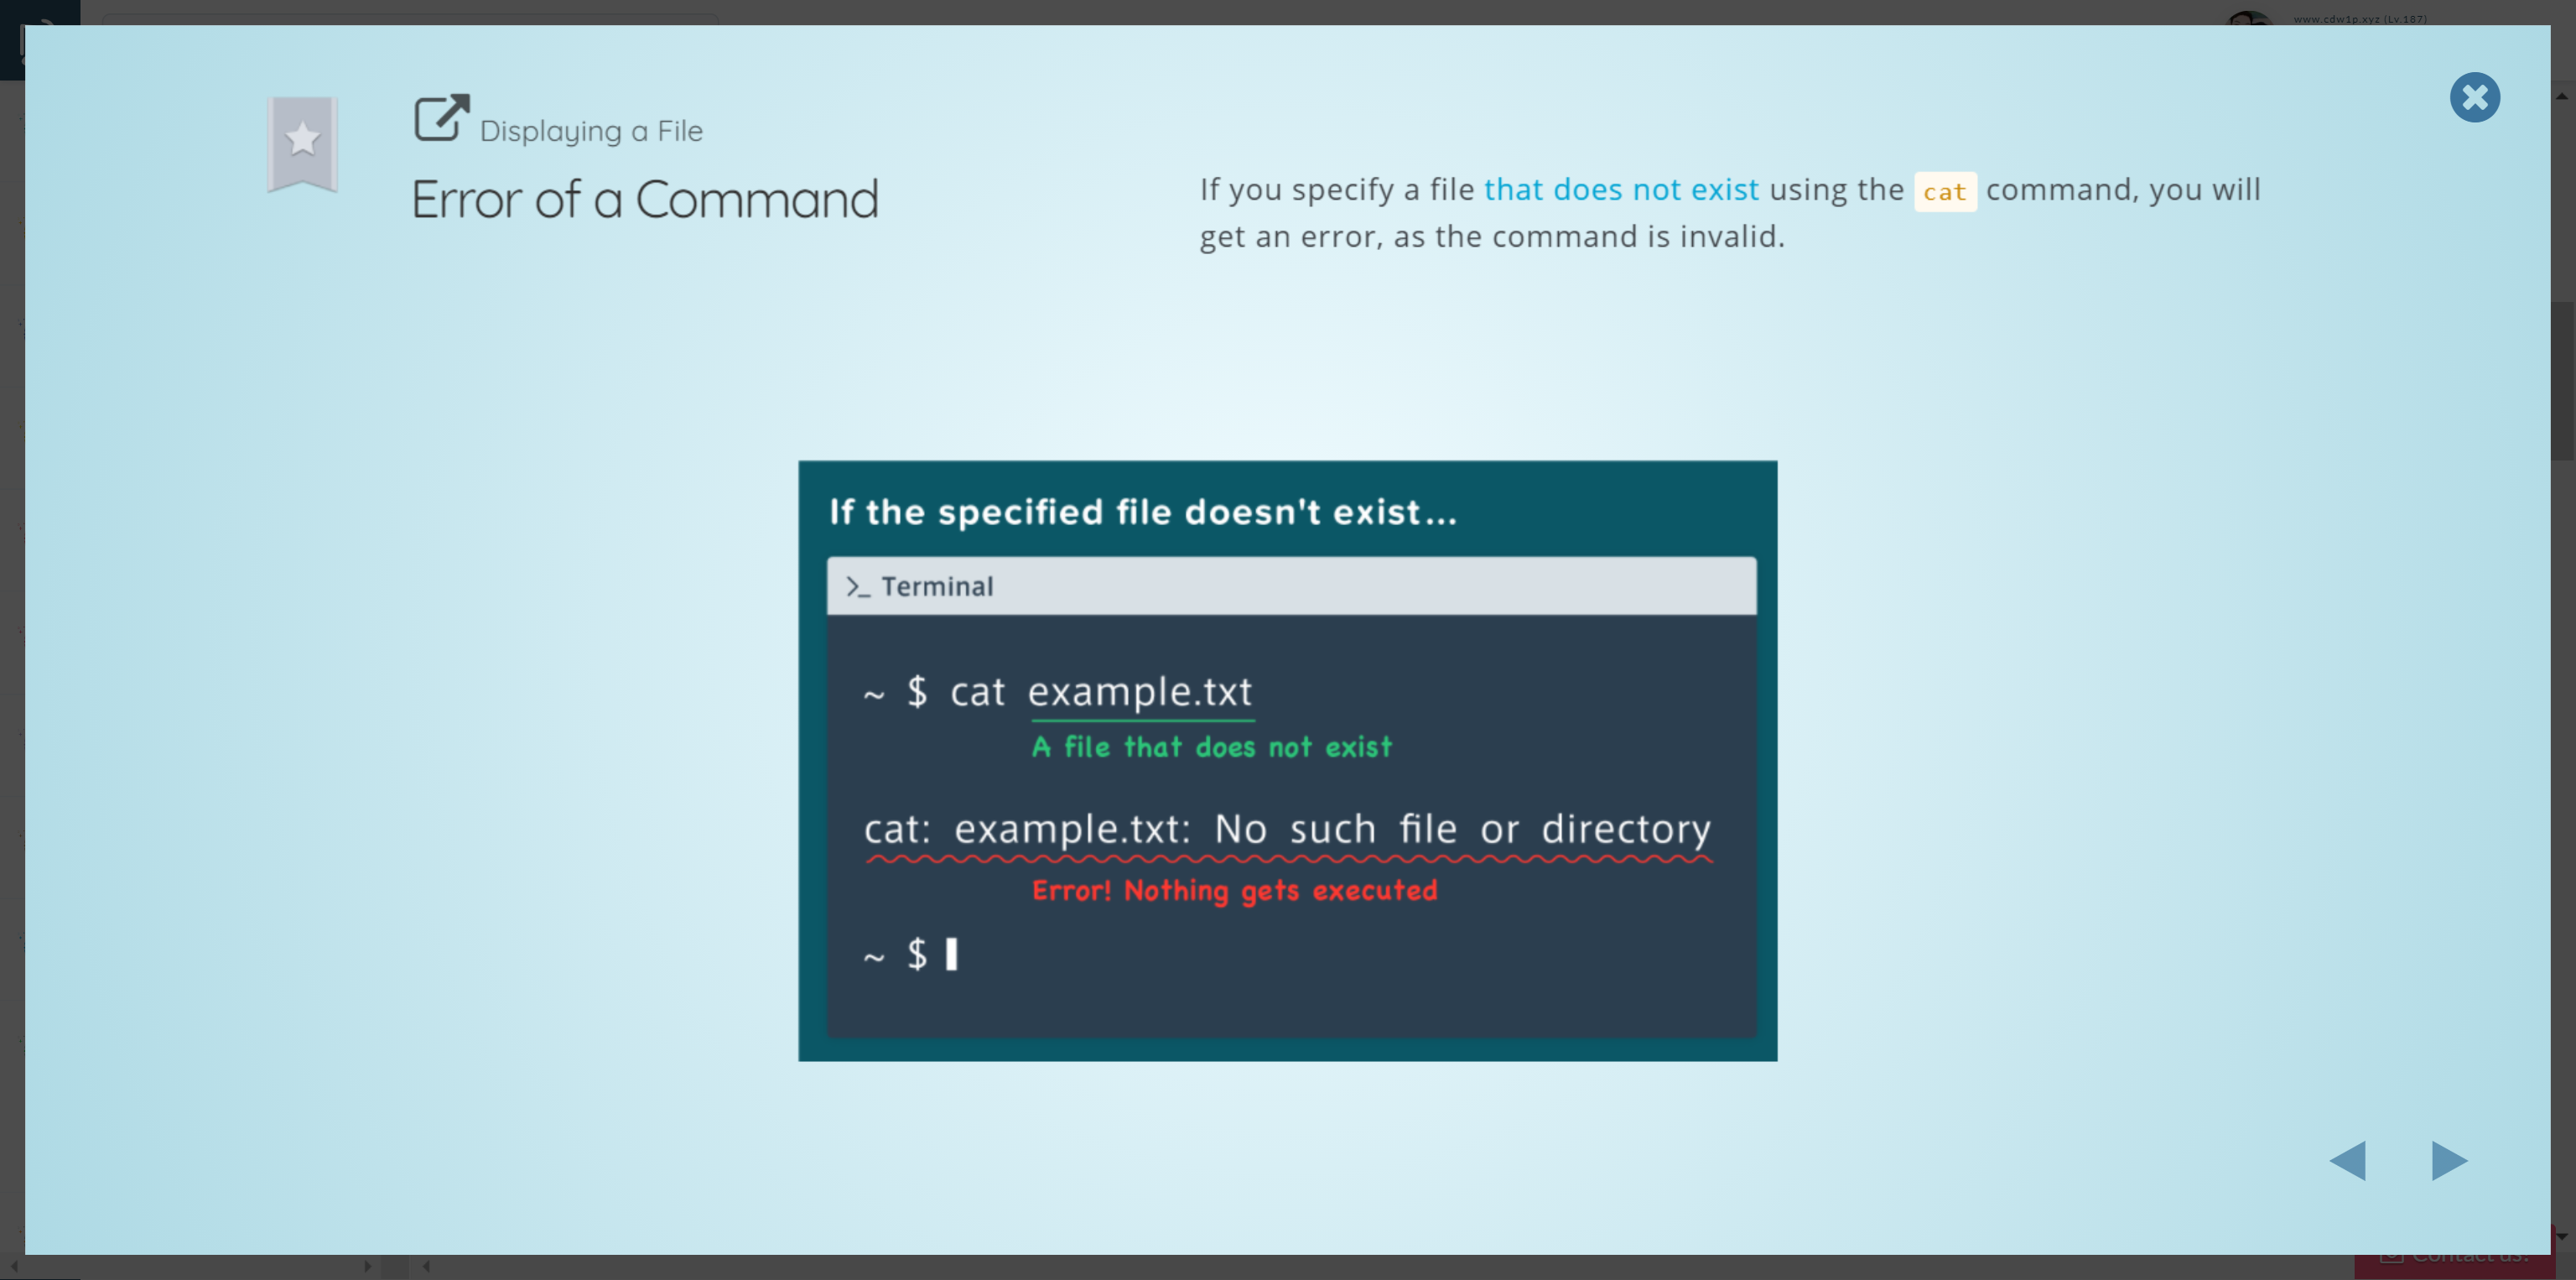 www.cdw1p.xyz (Lv.187)
Displaying a File
Error of a Command
If you specify a file that does not exist using the cat command, you will
get an error, as the command is invalid.
If the specified file doesn't exist...
>_ Terminal
~ $ cat example.txt
A file that does not exist
cat: example.txt: No such file or directory
Error! Nothing gets executed
~ $
Contact us!